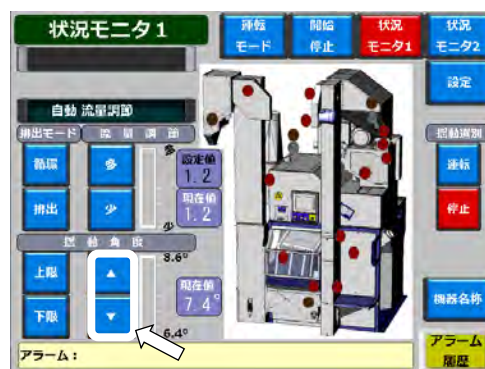 状況モニタ1
運転
モード
開始
停止
状況
モニタ1
状況
モニタ2
設定
自動 流量調節
排出モード
流量調節
循環
多
多
設定値
1.2
排出
少
現在値
1.2
少
揺動選別
運転
停止
揺動角度
上限
▲
8.6°
現在値
7.4°
下限
▼
6.4°
機器名称
アラーム:
アラーム
履歴